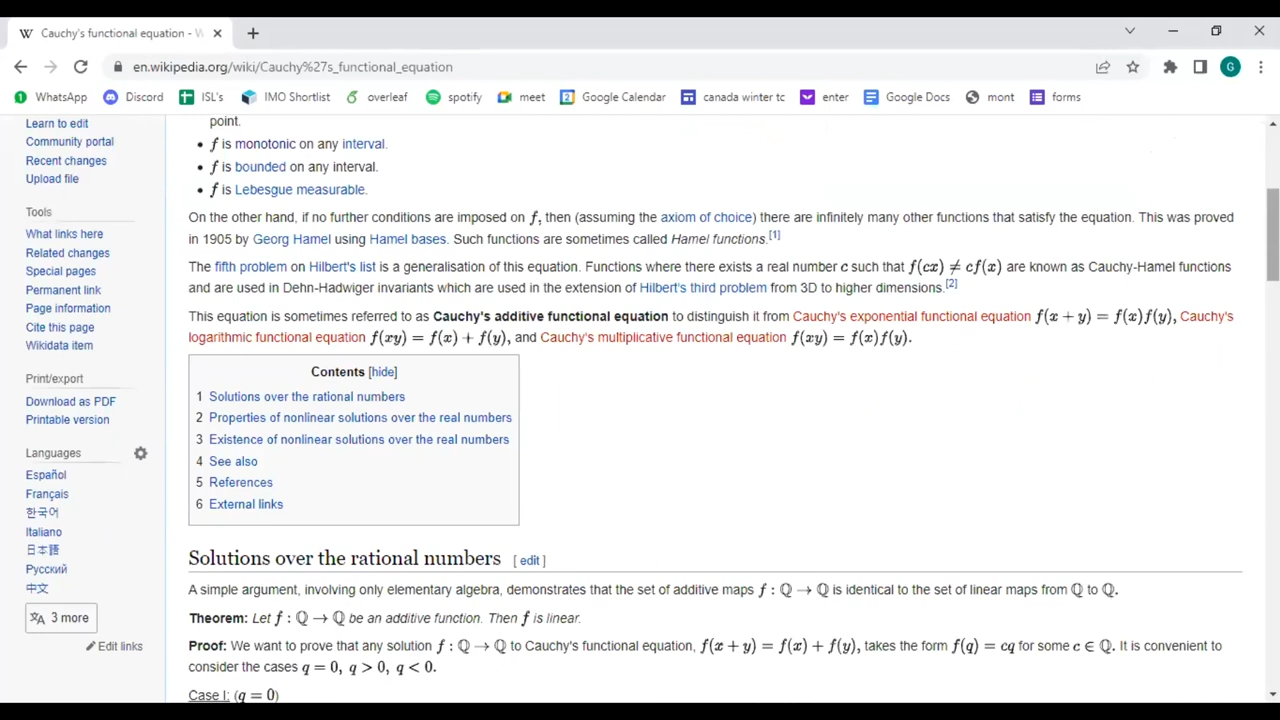 Cauchy's functional equation - W
en.wikipedia.org/wiki/Cauchy%27s_functional_equation
G
WhatsApp Discord ISL's IMO Shortlist overleaf spotify meet Google Calendar canada winter tc enter Google Docs mont forms
Learn to edit
Community portal
Recent changes
Upload file
Tools
What links here
Related changes
Special pages
Permanent link
Page information
Cite this page
Wikidata item
Print/export
Download as PDF
Printable version
Languages
Español
Français
한국어
Italiano
日本語
Русский
中文
3 more
Edit links
point.
• f is monotonic on any interval.
• f is bounded on any interval.
• f is Lebesgue measurable.
On the other hand, if no further conditions are imposed on f, then (assuming the axiom of choice) there are infinitely many other functions that satisfy the equation. This was proved
in 1905 by Georg Hamel using Hamel bases. Such functions are sometimes called Hamel functions.[1]
The fifth problem on Hilbert's list is a generalisation of this equation. Functions where there exists a real number c such that f(cx) ≠ cf(x) are known as Cauchy-Hamel functions
and are used in Dehn-Hadwiger invariants which are used in the extension of Hilbert's third problem from 3D to higher dimensions.[2]
This equation is sometimes referred to as Cauchy's additive functional equation to distinguish it from Cauchy's exponential functional equation f(x + y) = f(x)f(y), Cauchy's
logarithmic functional equation f(xy) = f(x) + f(y), and Cauchy's multiplicative functional equation f(xy) = f(x)f(y).
Contents [hide]
1 Solutions over the rational numbers
2 Properties of nonlinear solutions over the real numbers
3 Existence of nonlinear solutions over the real numbers
4 See also
5 References
6 External links
Solutions over the rational numbers [ edit ]
A simple argument, involving only elementary algebra, demonstrates that the set of additive maps f : ℚ → ℚ is identical to the set of linear maps from ℚ to ℚ.
Theorem: Let f : ℚ → ℚ be an additive function. Then f is linear.
Proof: We want to prove that any solution f : ℚ → ℚ to Cauchy's functional equation, f(x + y) = f(x) + f(y), takes the form f(q) = cq for some c ∈ ℚ. It is convenient to
consider the cases q = 0, q > 0, q < 0.
Case I: (q = 0)